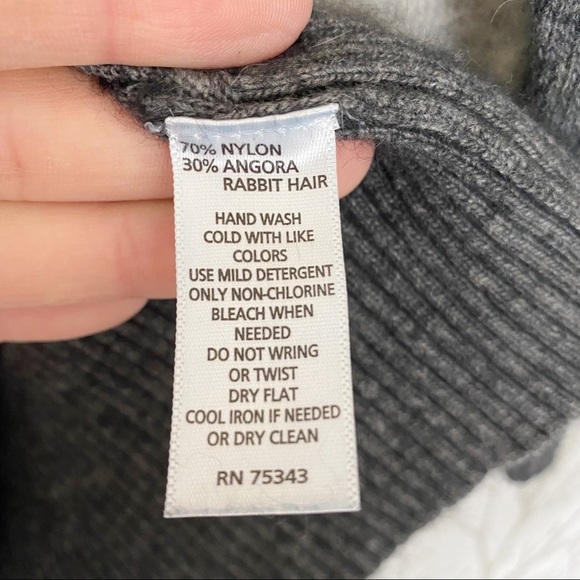 70% NYLON
30% ANGORA
RABBIT HAIR
HAND WASH
COLD WITH LIKE
COLORS
USE MILD DETERGENT
ONLY NON-CHLORINE
BLEACH WHEN
NEEDED
DO NOT WRING
OR TWIST
DRY FLAT
COOL IRON IF NEEDED
OR DRY CLEAN
RN 75343